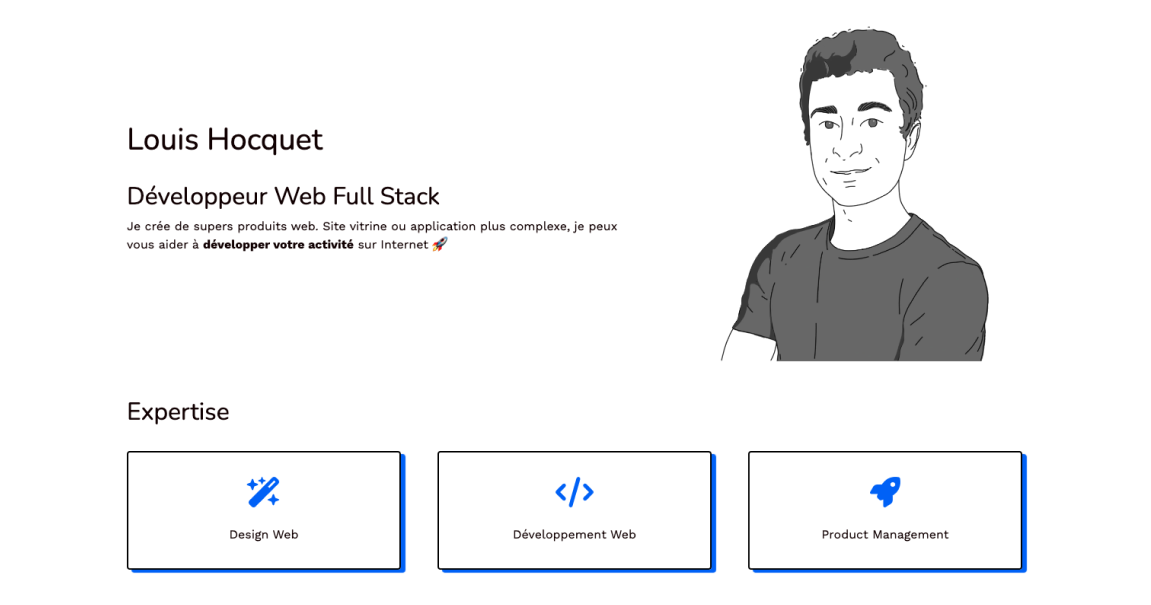 Louis Hocquet
Développeur Web Full Stack
Je crée de supers produits web. Site vitrine ou application plus complexe, je peux
vous aider à développer votre activité sur Internet 🚀
Expertise
Design Web
Développement Web
Product Management